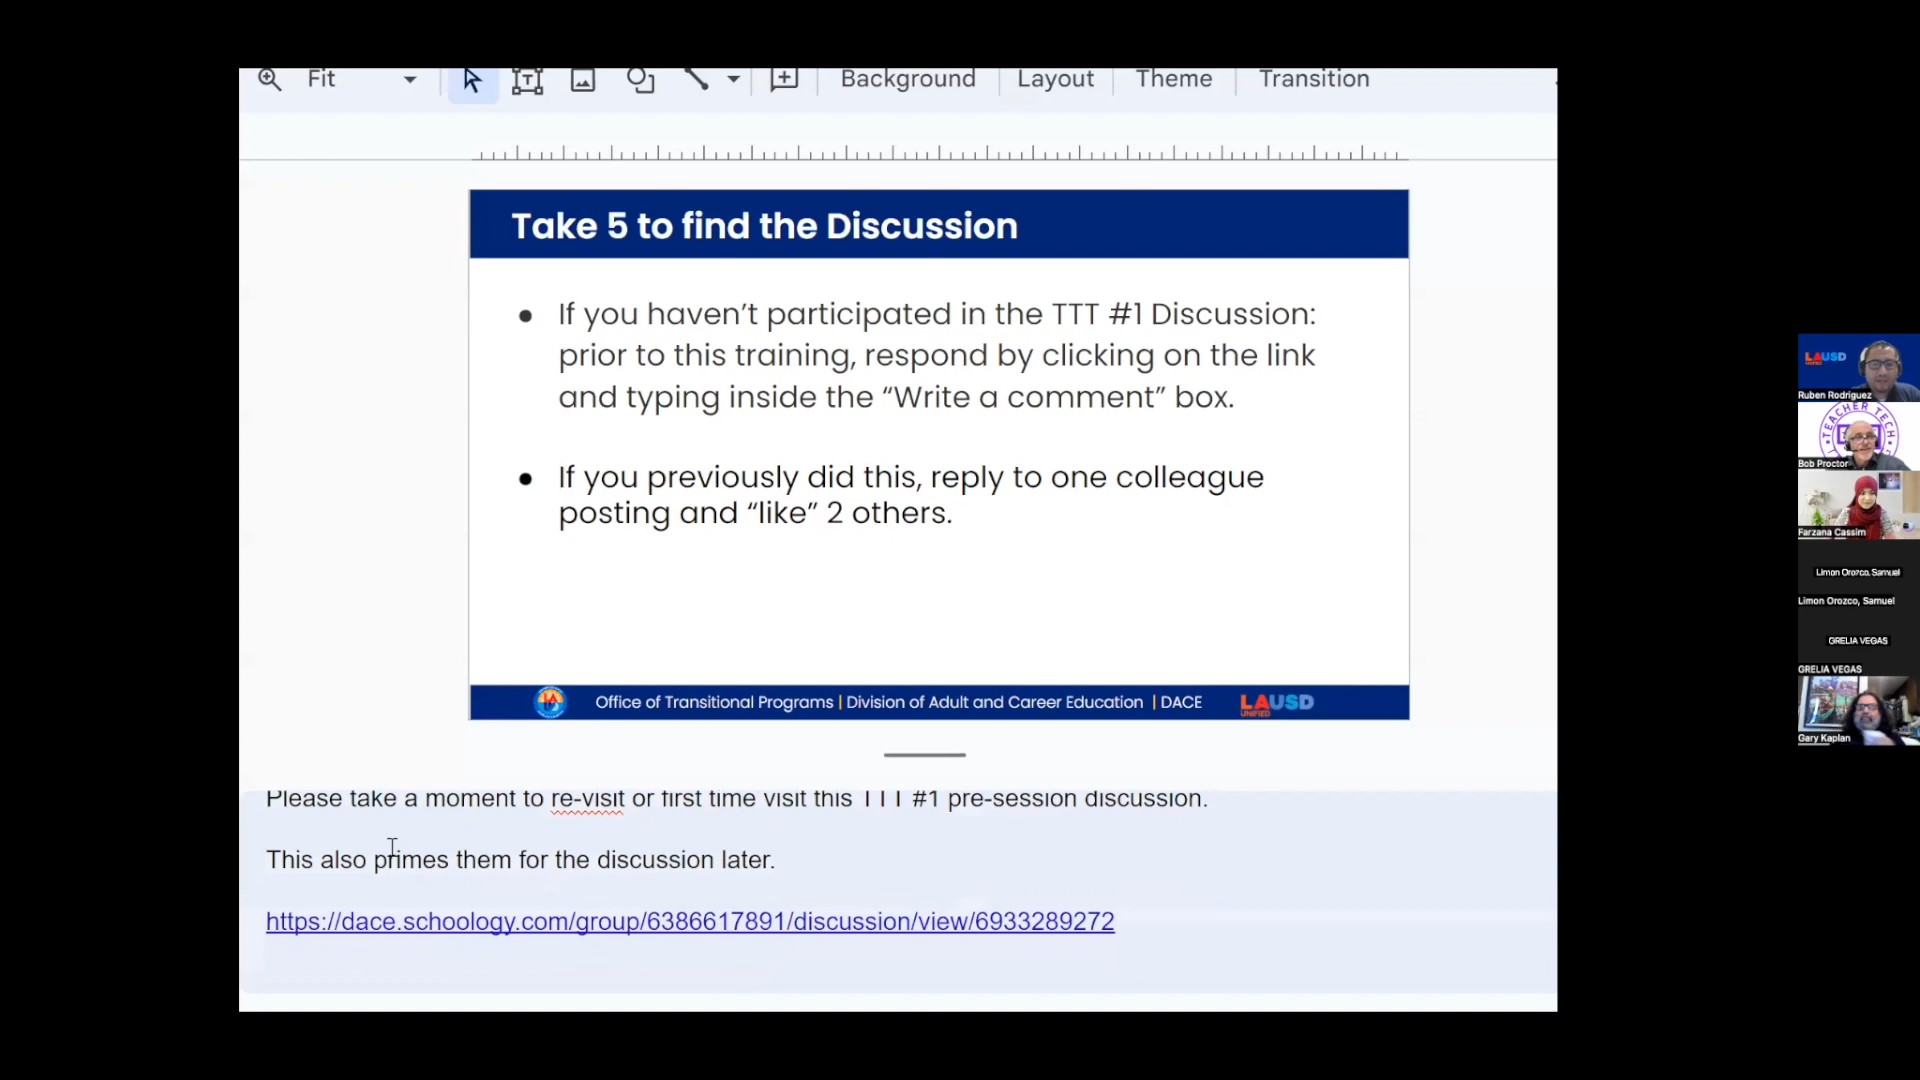 Fit
Background
Layout
Theme
Transition
Take 5 to find the Discussion
● If you haven’t participated in the TTT #1 Discussion:
prior to this training, respond by clicking on the link
and typing inside the “Write a comment” box.
● If you previously did this, reply to one colleague
posting and “like” 2 others.
Office of Transitional Programs | Division of Adult and Career Education | DACE
LAUSD
UNIFIED
Please take a moment to re-visit or first time visit this TTT #1 pre-session discussion.
This also primes them for the discussion later.
https://dace.schoology.com/group/6386617891/discussion/view/6933289272
LAUSD
Ruben Rodriguez
TEACHER TECH
Bob Proctor
Farzana Cassim
Limon Orozco, Samuel
Limon Orozco, Samuel
GRELIA VEGAS
GRELIA VEGAS
Gary Kaplan